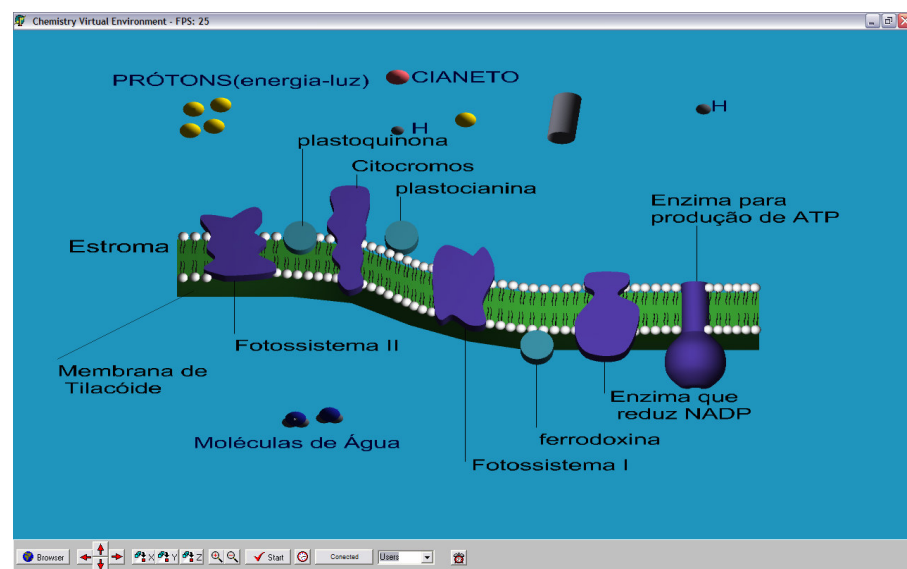 Chemistry Virtual Environment - FPS: 25
PRÓTONS(energia-luz)
CIANETO
H
H
plastoquinona
Citocromos
plastocianina
Enzima para
produção de ATP
Estroma
Fotossistema II
Membrana de
Tilacóide
Enzima que
reduz NADP
Moléculas de Água
ferrodoxina
Fotossistema I
Browser
X
Y
Z
Start
Conected
Users